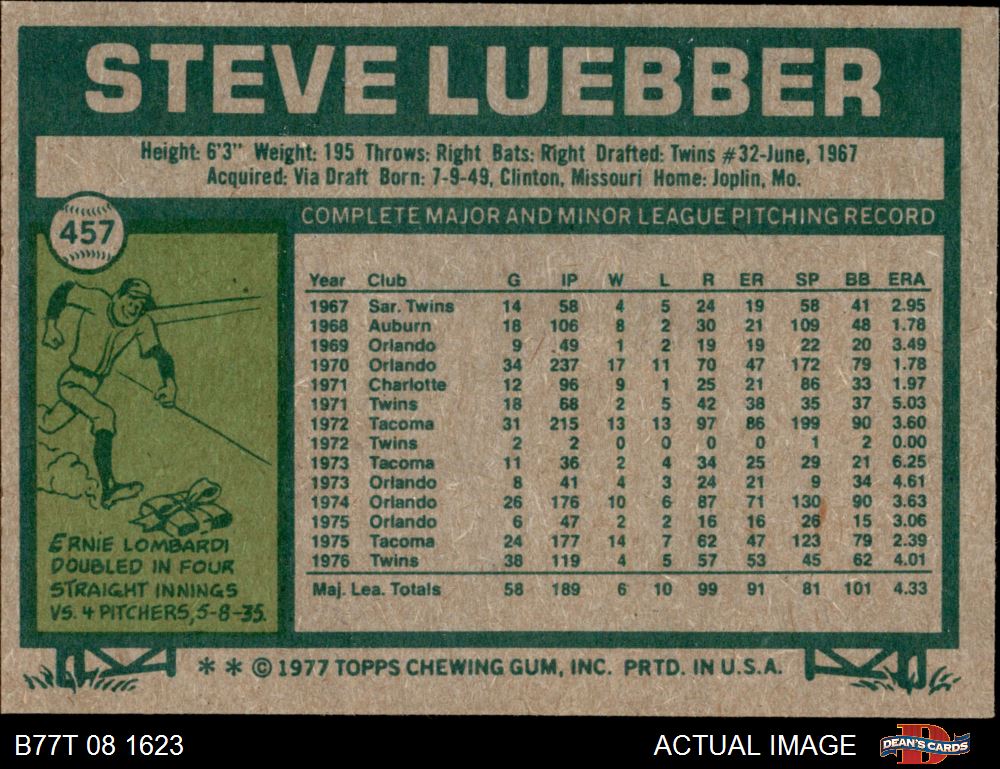 STEVE LUEBBER
Height: 6'3" Weight: 195 Throws: Right Bats: Right Drafted: Twins #32-June, 1967
Acquired: Via Draft Born: 7-9-49, Clinton, Missouri Home: Joplin, Mo.
457
COMPLETE MAJOR AND MINOR LEAGUE PITCHING RECORD
Year Club G IP W L R ER SP BB ERA
1967 Sar. Twins 14 58 4 5 24 19 58 41 2.95
1968 Auburn 18 106 8 2 30 21 109 48 1.78
1969 Orlando 9 49 1 2 19 19 22 20 3.49
1970 Orlando 34 237 17 11 70 47 172 79 1.78
1971 Charlotte 12 96 9 1 25 21 86 33 1.97
1971 Twins 18 68 2 5 42 38 35 37 5.03
1972 Tacoma 31 215 13 13 97 86 199 90 3.60
1972 Twins 2 2 0 0 0 0 1 2 0.00
1973 Tacoma 11 36 2 4 34 25 29 21 6.25
1973 Orlando 8 41 4 3 24 21 9 34 4.61
1974 Orlando 26 176 10 6 87 71 130 90 3.63
1975 Orlando 6 47 2 2 16 16 26 15 3.06
1975 Tacoma 24 177 14 7 62 47 123 79 2.39
1976 Twins 38 119 4 5 57 53 45 62 4.01
Maj. Lea. Totals 58 189 6 10 99 91 81 101 4.33
ERNIE LOMBARDI
DOUBLED IN FOUR
STRAIGHT INNINGS
VS. 4 PITCHERS, 5-8-35.
* * © 1977 TOPPS CHEWING GUM, INC. PRTD. IN U.S.A.
B77T 08 1623 ACTUAL IMAGE DEAN'S CARDS